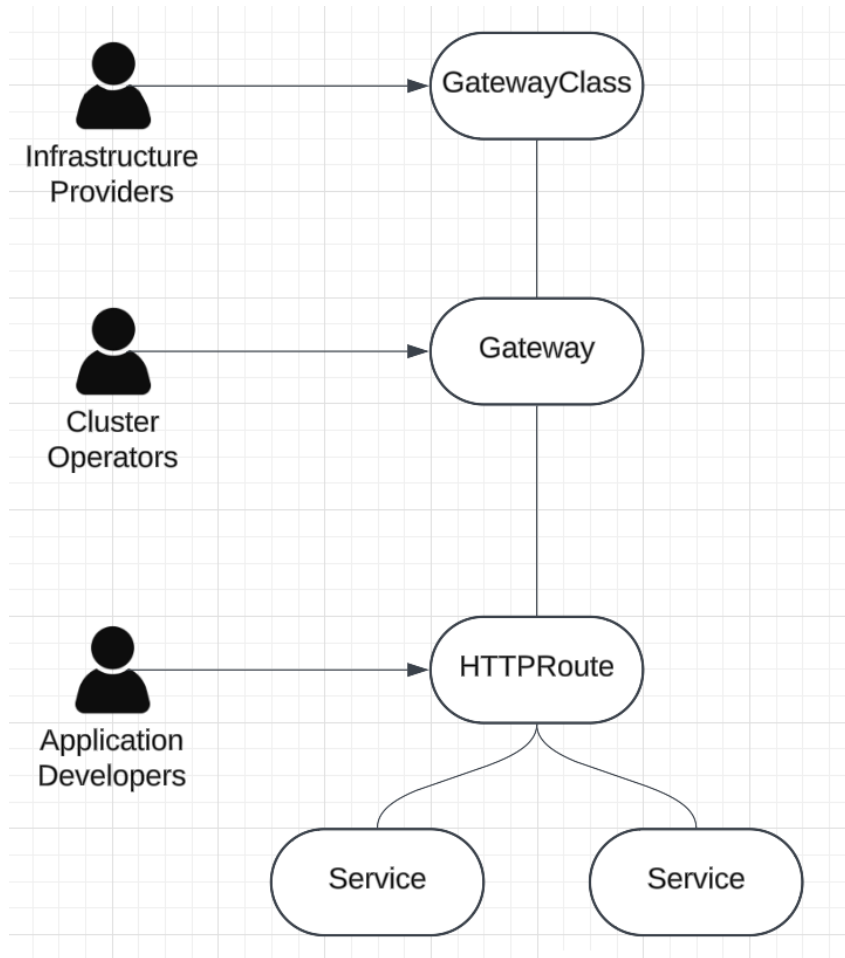 GatewayClass
Infrastructure
Providers
Gateway
Cluster
Operators
HTTPRoute
Application
Developers
Service
Service